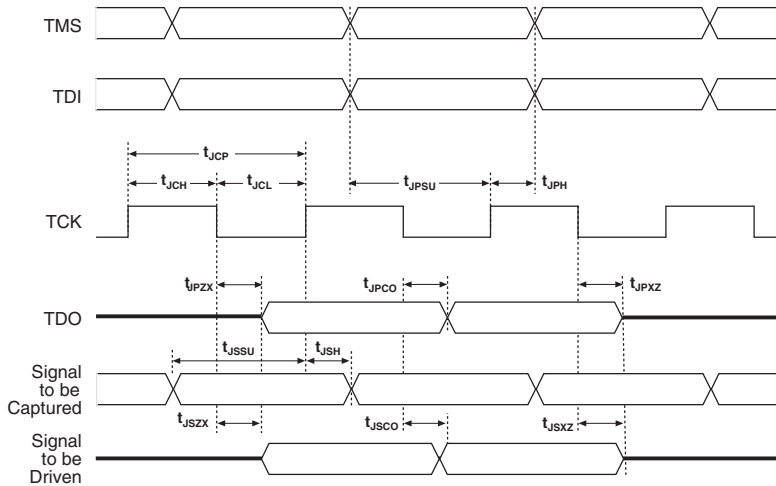 TMS
TDI
tJCP
tJCH
tJCL
tJPSU
tJPH
TCK
tJPZX
tJPCO
tJPXZ
TDO
tJSSU
tJSH
Signal
to be
Captured
tJSZX
tJSCO
tJSXZ
Signal
to be
Driven